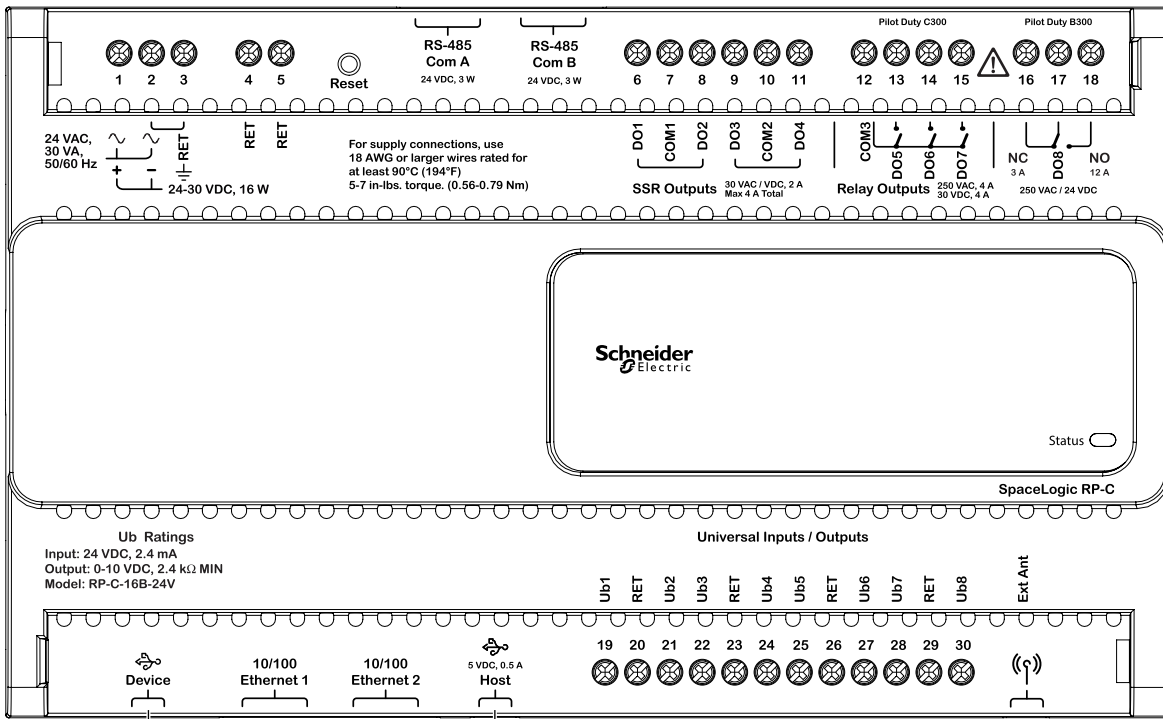 Pilot Duty C300
Pilot Duty B300
RS-485
Com A
24 VDC, 3 W
RS-485
Com B
24 VDC, 3 W
1 2 3 4 5
Reset
6 7 8 9 10 11 12 13 14 15 16 17 18
24 VAC,
30 VA,
50/60 Hz
RET
+ −
24-30 VDC, 16 W
RET
RET
For supply connections, use
18 AWG or larger wires rated for
at least 90°C (194°F)
5-7 in-lbs. torque. (0.56-0.79 Nm)
DO1
COM1
DO2
DO3
COM2
DO4
SSR Outputs
30 VAC / VDC, 2 A
Max 4 A Total
COM3
DO5
DO6
DO7
Relay Outputs
250 VAC, 4 A
30 VDC, 4 A
NC
3 A
DO8
NO
12 A
250 VAC / 24 VDC
Schneider
Electric
Status
SpaceLogic RP-C
Ub Ratings
Input: 24 VDC, 2.4 mA
Output: 0-10 VDC, 2.4 kΩ MIN
Model: RP-C-16B-24V
Universal Inputs / Outputs
Ub1
RET
Ub2
Ub3
RET
Ub4
Ub5
RET
Ub6
Ub7
RET
Ub8
Ext Ant
19 20 21 22 23 24 25 26 27 28 29 30
Device
10/100
Ethernet 1
10/100
Ethernet 2
5 VDC, 0.5 A
Host